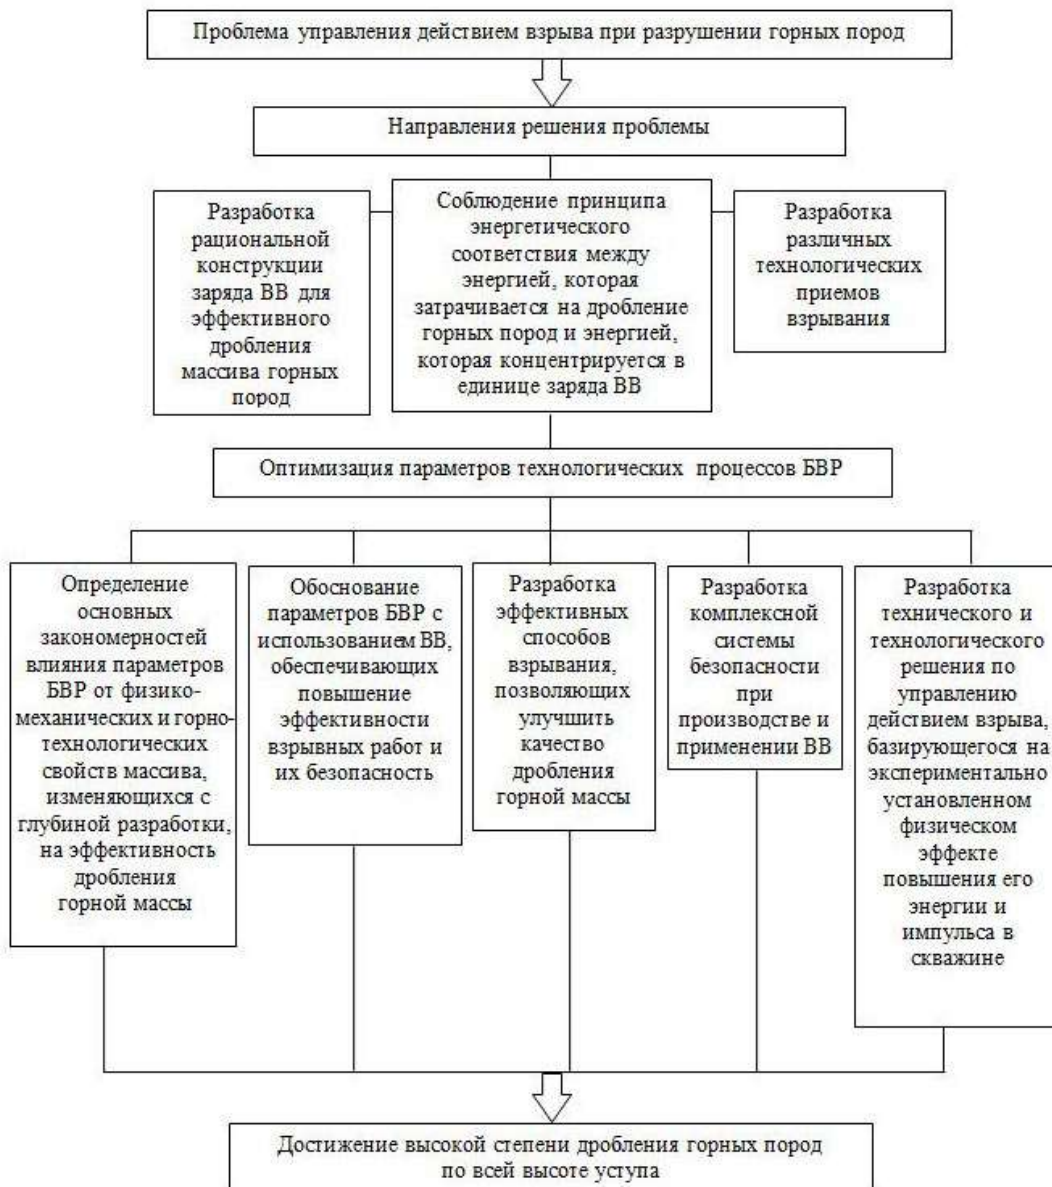 Проблема управления действием взрыва при разрушении горных пород
Направления решения проблемы
Разработка
рациональной
конструкции
заряда ВВ для
эффективного
дробления
массива горных
пород
Соблюдение принципа
энергетического
соответствия между
энергией, которая
затрачивается на дробление
горных пород и энергией,
которая концентрируется в
единице заряда ВВ
Разработка
различных
технологических
приемов
взрывания
Оптимизация параметров технологических процессов БВР
Определение
основных
закономерностей
влияния параметров
БВР от физико-
механических и горно-
технологических
свойств массива,
изменяющихся с
глубиной разработки,
на эффективность
дробления
горной массы
Обоснование
параметров БВР с
использованием ВВ,
обеспечивающих
повышение
эффективности
взрывных работ и
их безопасность
Разработка
эффективных
способов
взрывания,
позволяющих
улучшить
качество
дробления
горной массы
Разработка
комплексной
системы
безопасности
при
производстве и
применении ВВ
Разработка
технического и
технологического
решения по
управлению
действием взрыва,
базирующегося на
экспериментально
установленном
физическом
эффекте
повышения его
энергии и
импульса в
скважине
Достижение высокой степени дробления горных пород
по всей высоте уступа